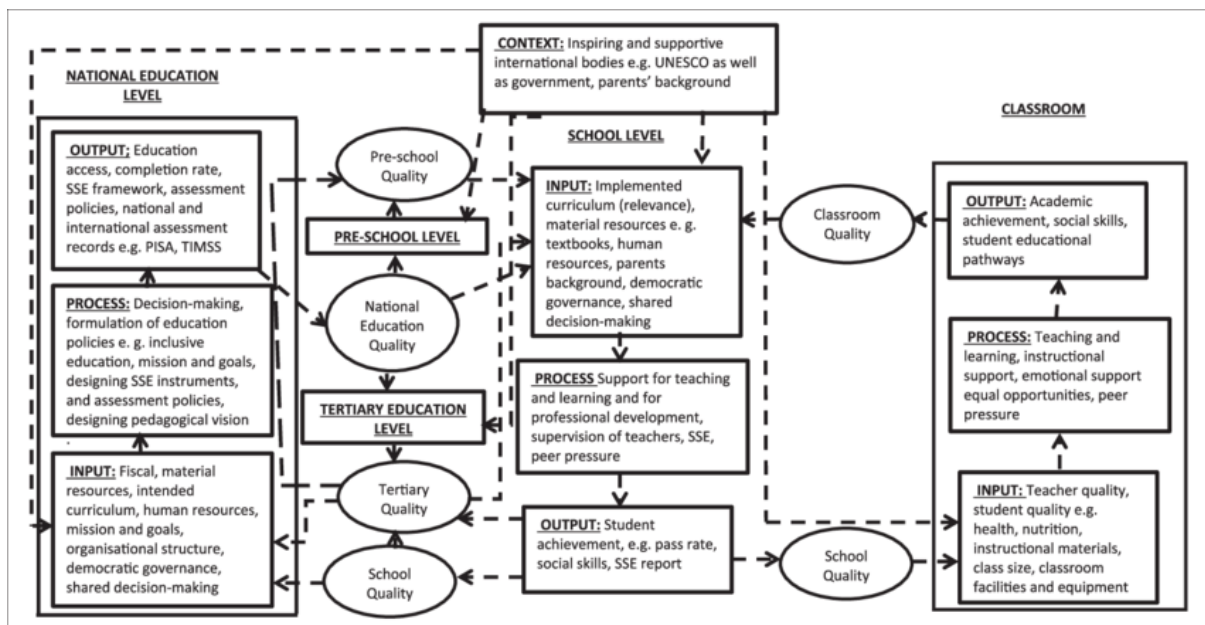 CONTEXT: Inspiring and supportive
international bodies e.g. UNESCO as well
as government, parents' background
NATIONAL EDUCATION
LEVEL
OUTPUT; Education
access, completion rate,
SSE framework, assessment
policies, national and
international assessment
records e.g. PISA, TIMSS
PROCESS: Decision-making,
formulation of education
policies e. g. inclusive
education, mission and goals,
designing SSE instruments,
and assessment policies,
designing pedagogical vision
INPUT: Fiscal, material
resources, intended
curriculum, human resources,
mission and goals,
organisational structure,
democratic governance,
shared decision-making
Pre-school
Quality
PRE-SCHOOL LEVEL
National
Education
Quality
TERTIARY EDUCATION
LEVEL
Tertiary
Quality
School
Quality
SCHOOL LEVEL
INPUT: Implemented
curriculum (relevance),
material resources e. g.
textbooks, human
resources, parents
background, democratic
governance, shared
decision-making
PROCESS Support for teaching
and learning and for
professional development,
supervision of teachers, SSE,
peer pressure
OUTPUT: Student
achievement, e.g. pass rate,
social skills, SSE report
Classroom
Quality
School
Quality
CLASSROOM
OUTPUT: Academic
achievement, social skills,
student educational
pathways
PROCESS: Teaching and
learning, instructional
support, emotional support
equal opportunities, peer
pressure
INPUT: Teacher quality,
student quality e.g.
health, nutrition,
instructional materials,
class size, classroom
facilities and equipment